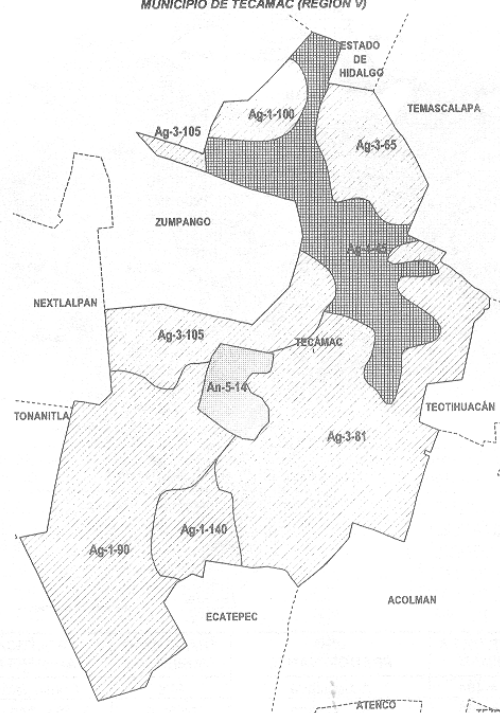 MUNICIPIO DE TECAMAC (REGION V)
ESTADO
DE
HIDALGO
TEMASCALAPA
Ag-1-100
Ag-3-105
Ag-3-65
ZUMPANGO
NEXTLALPAN
Ag-3-105
TECÁMAC
An-5-14
TONANITLA
TEOTIHUACÁN
Ag-3-81
Ag-1-140
Ag-1-90
ACOLMAN
ECATEPEC
ATENCO